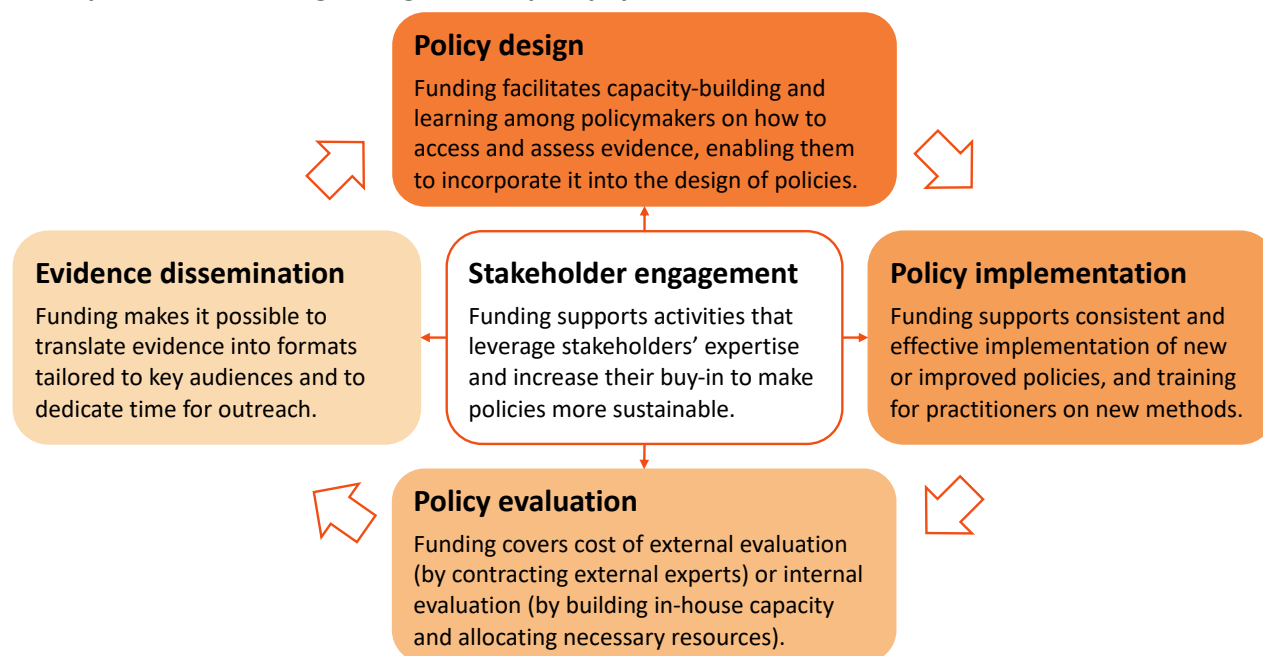 Policy design
Funding facilitates capacity-building and
learning among policymakers on how to
access and assess evidence, enabling them
to incorporate it into the design of policies.
Evidence dissemination
Funding makes it possible to
translate evidence into formats
tailored to key audiences and to
dedicate time for outreach.
Stakeholder engagement
Funding supports activities that
leverage stakeholders’ expertise
and increase their buy-in to make
policies more sustainable.
Policy implementation
Funding supports consistent and
effective implementation of new
or improved policies, and training
for practitioners on new methods.
Policy evaluation
Funding covers cost of external evaluation
(by contracting external experts) or internal
evaluation (by building in-house capacity
and allocating necessary resources).